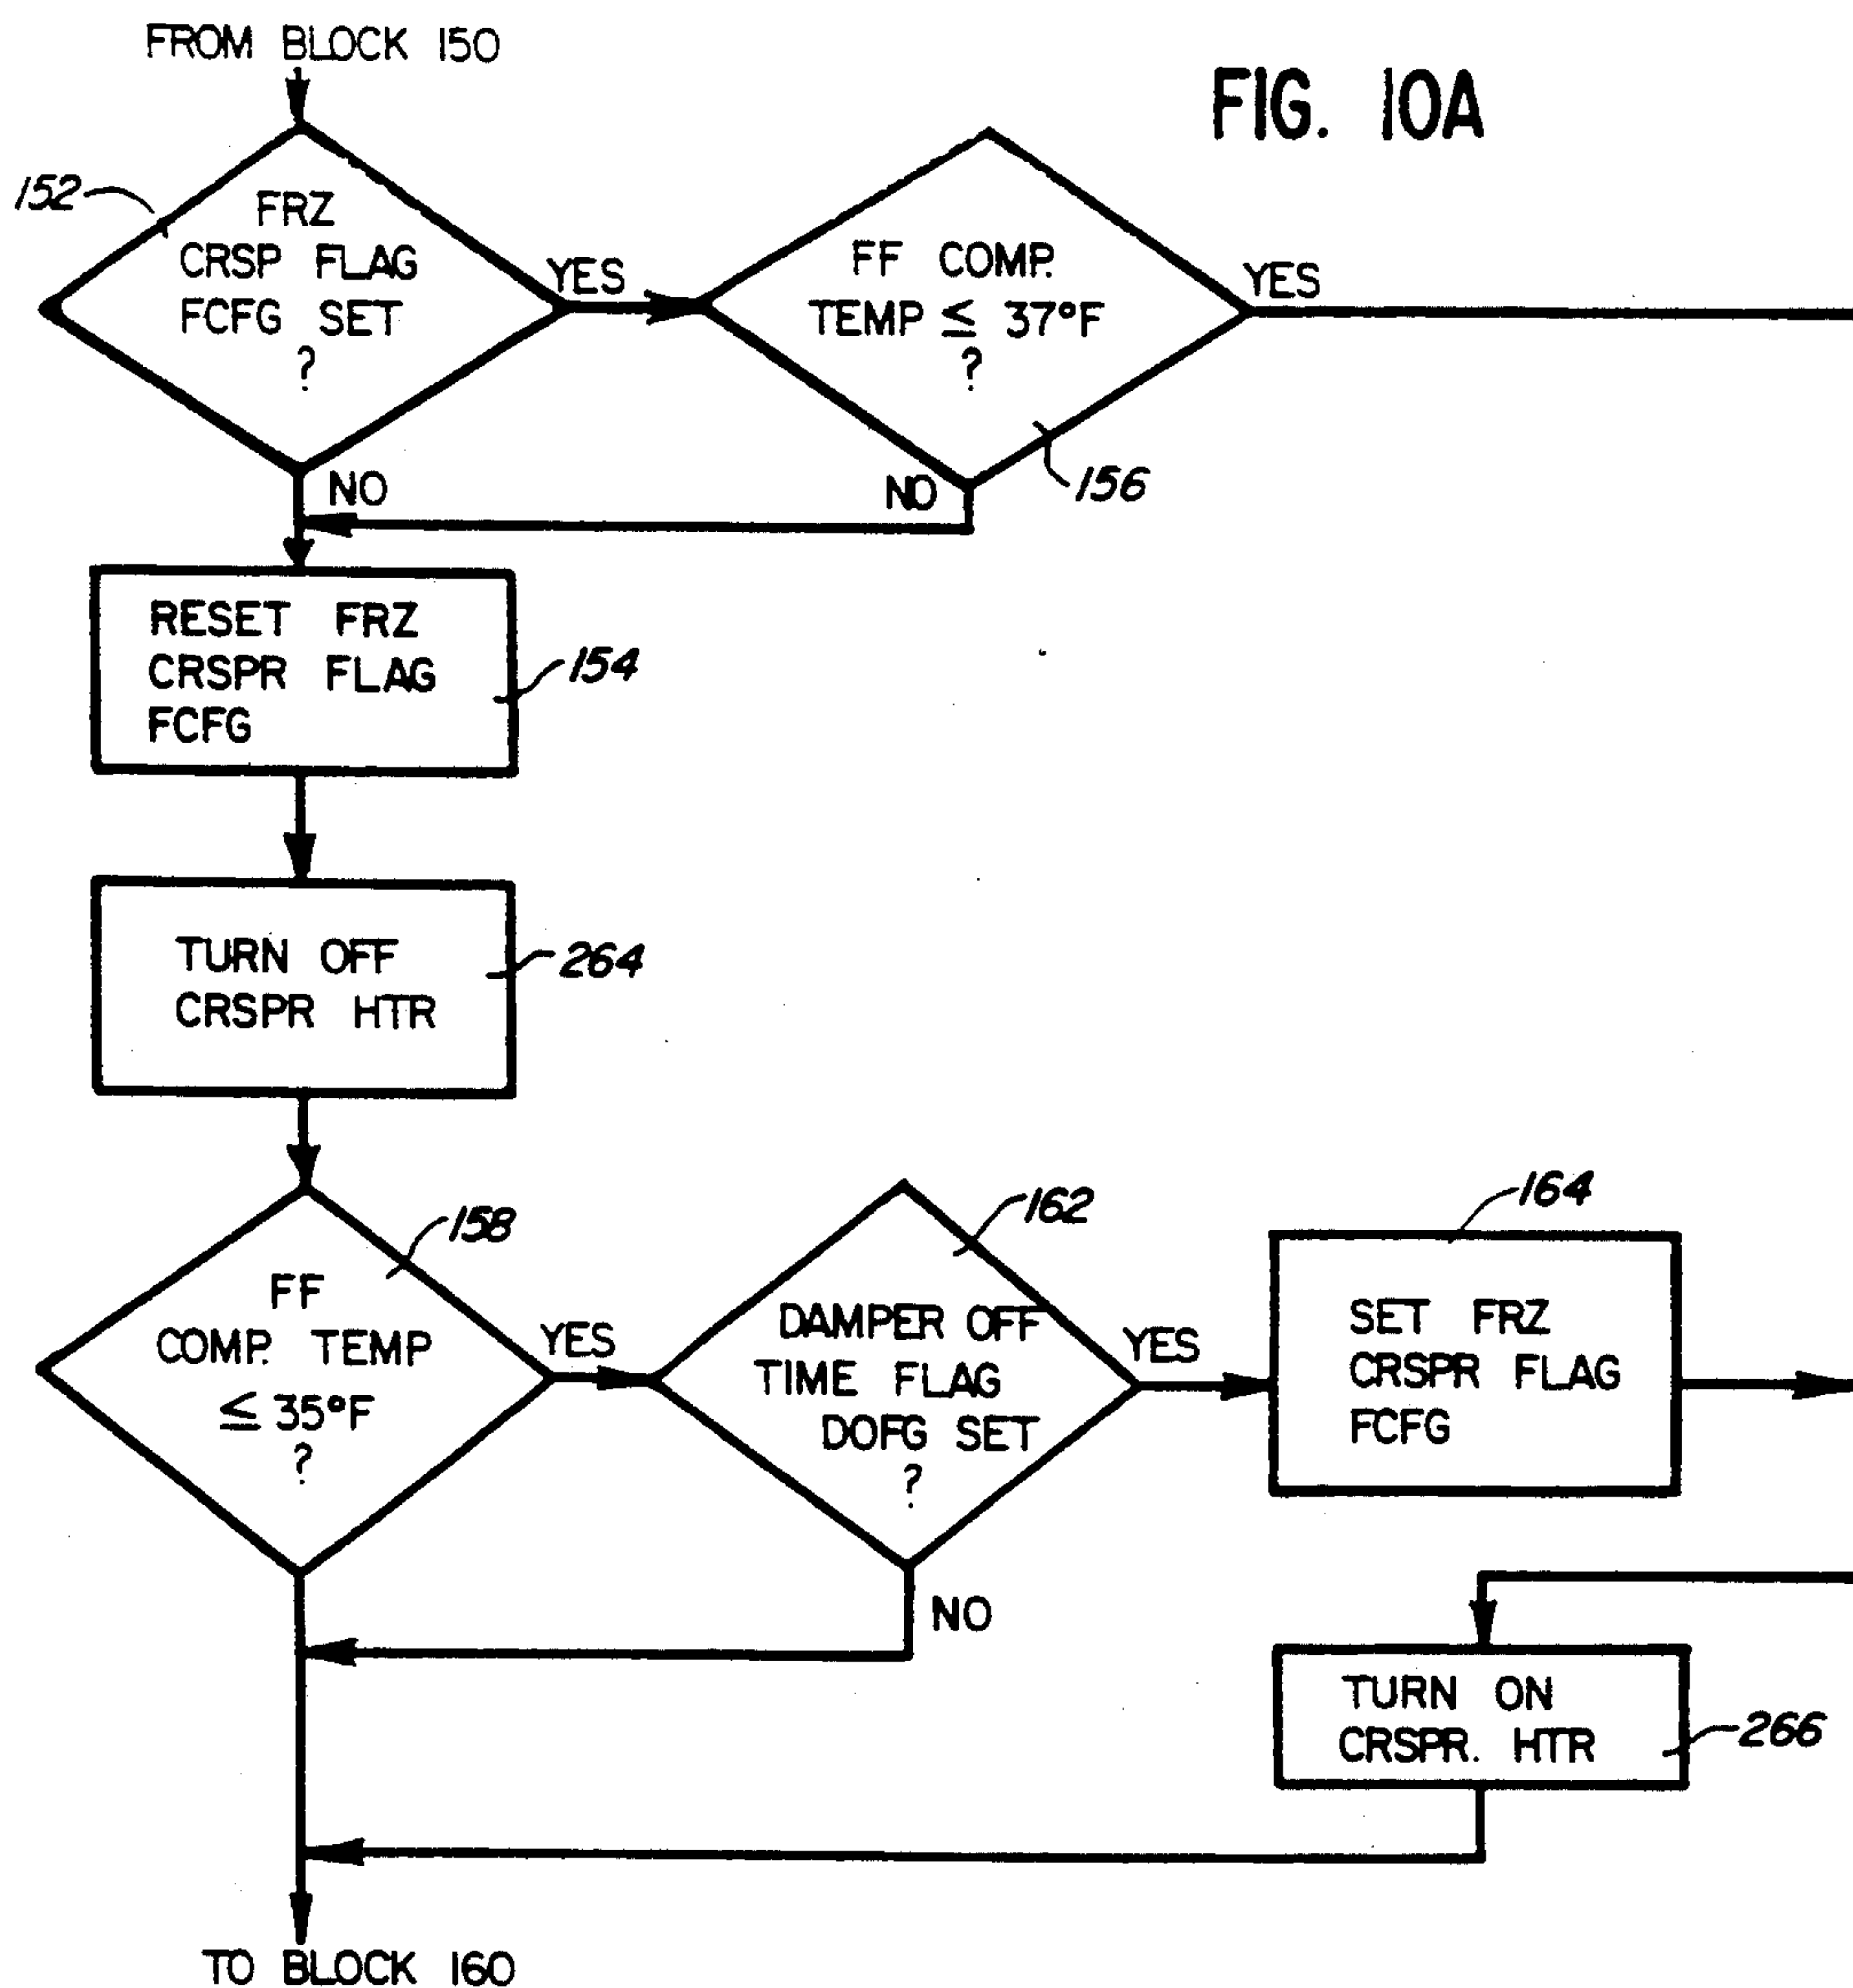 FROM BLOCK 150
FIG. 10A
152
FRZ
CRSP FLAG
FCFG SET
?
YES
FF COMP.
TEMP ≤ 37°F
?
YES
156
NO
NO
RESET FRZ
CRSPR FLAG
FCFG
154
TURN OFF
CRSPR HTR
264
158
FF
COMP. TEMP
≤ 35°F
?
YES
162
DAMPER OFF
TIME FLAG
DOFG SET
?
YES
164
SET FRZ
CRSPR FLAG
FCFG
NO
TURN ON
CRSPR. HTR
266
TO BLOCK 160